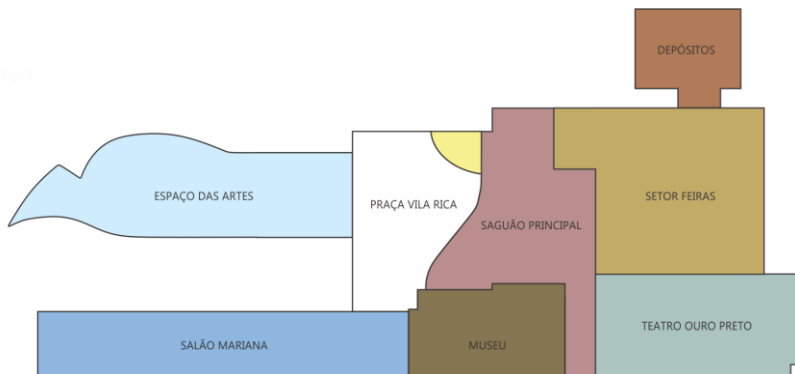 DEPÓSITOS
ESPAÇO DAS ARTES
PRAÇA VILA RICA
SETOR FEIRAS
SAGUÃO PRINCIPAL
TEATRO OURO PRETO
SALÃO MARIANA
MUSEU